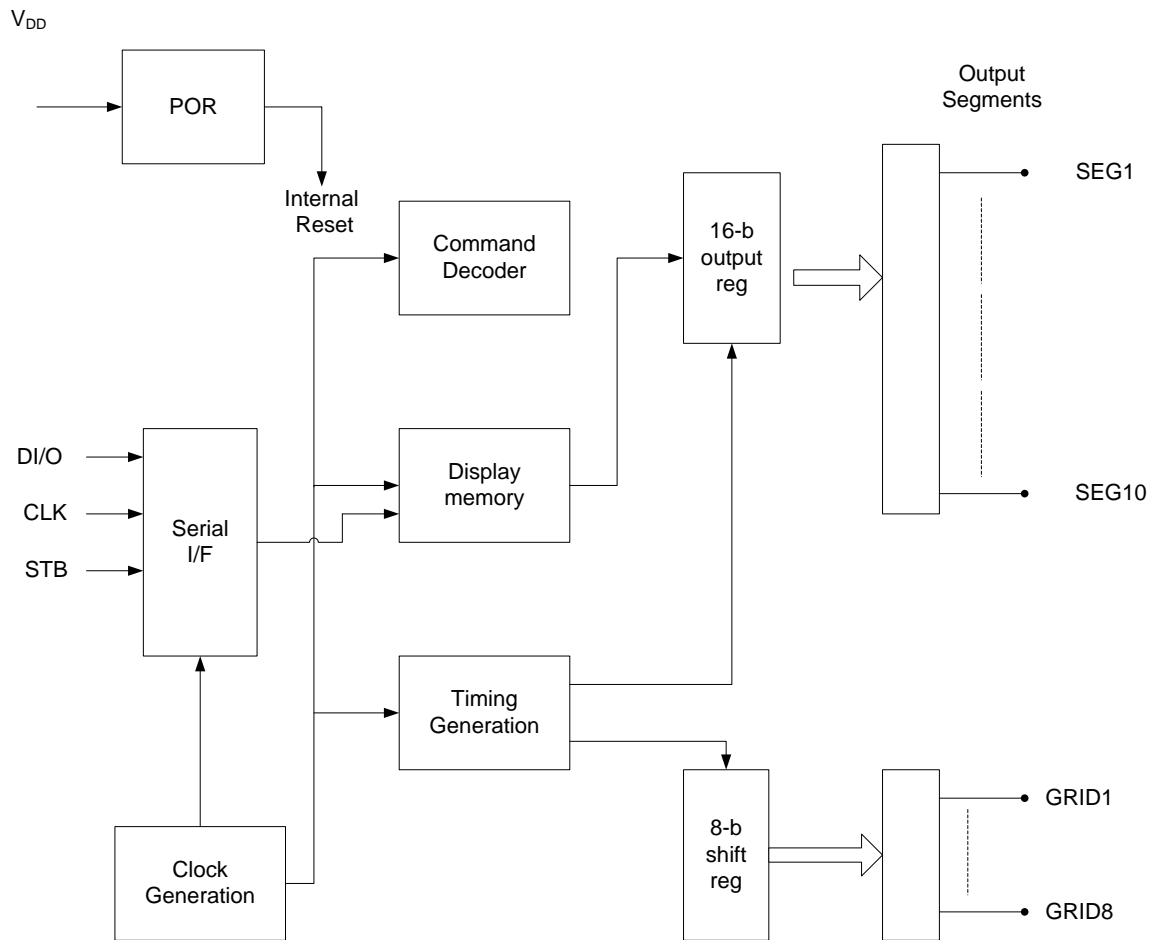 VDD
POR
Internal
Reset
Output
Segments
Command
Decoder
16-b
output
reg
SEG1
SEG10
DI/O
CLK
STB
Serial
I/F
Display
memory
Timing
Generation
Clock
Generation
8-b
shift
reg
GRID1
GRID8